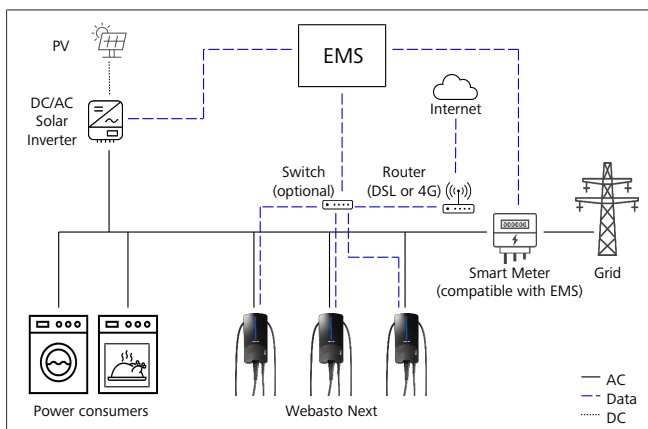 PV
EMS
DC/AC
Solar
Inverter
Internet
Switch
(optional)
Router
(DSL or 4G)
Smart Meter
(compatible with EMS)
Grid
Power consumers
Webasto Next
AC
Data
DC